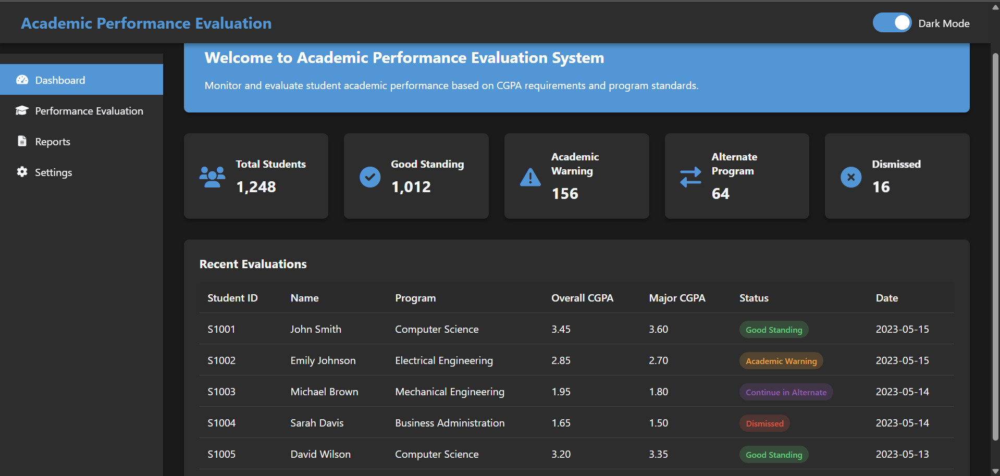 Academic Performance Evaluation
Dark Mode
Dashboard
Performance Evaluation
Reports
Settings
Welcome to Academic Performance Evaluation System
Monitor and evaluate student academic performance based on CGPA requirements and program standards.
Total Students
1,248
Good Standing
1,012
Academic
Warning
156
Alternate
Program
64
Dismissed
16
Recent Evaluations
Student ID Name Program Overall CGPA Major CGPA Status Date
S1001 John Smith Computer Science 3.45 3.60 Good Standing 2023-05-15
S1002 Emily Johnson Electrical Engineering 2.85 2.70 Academic Warning 2023-05-15
S1003 Michael Brown Mechanical Engineering 1.95 1.80 Continue in Alternate 2023-05-14
S1004 Sarah Davis Business Administration 1.65 1.50 Dismissed 2023-05-14
S1005 David Wilson Computer Science 3.20 3.35 Good Standing 2023-05-13